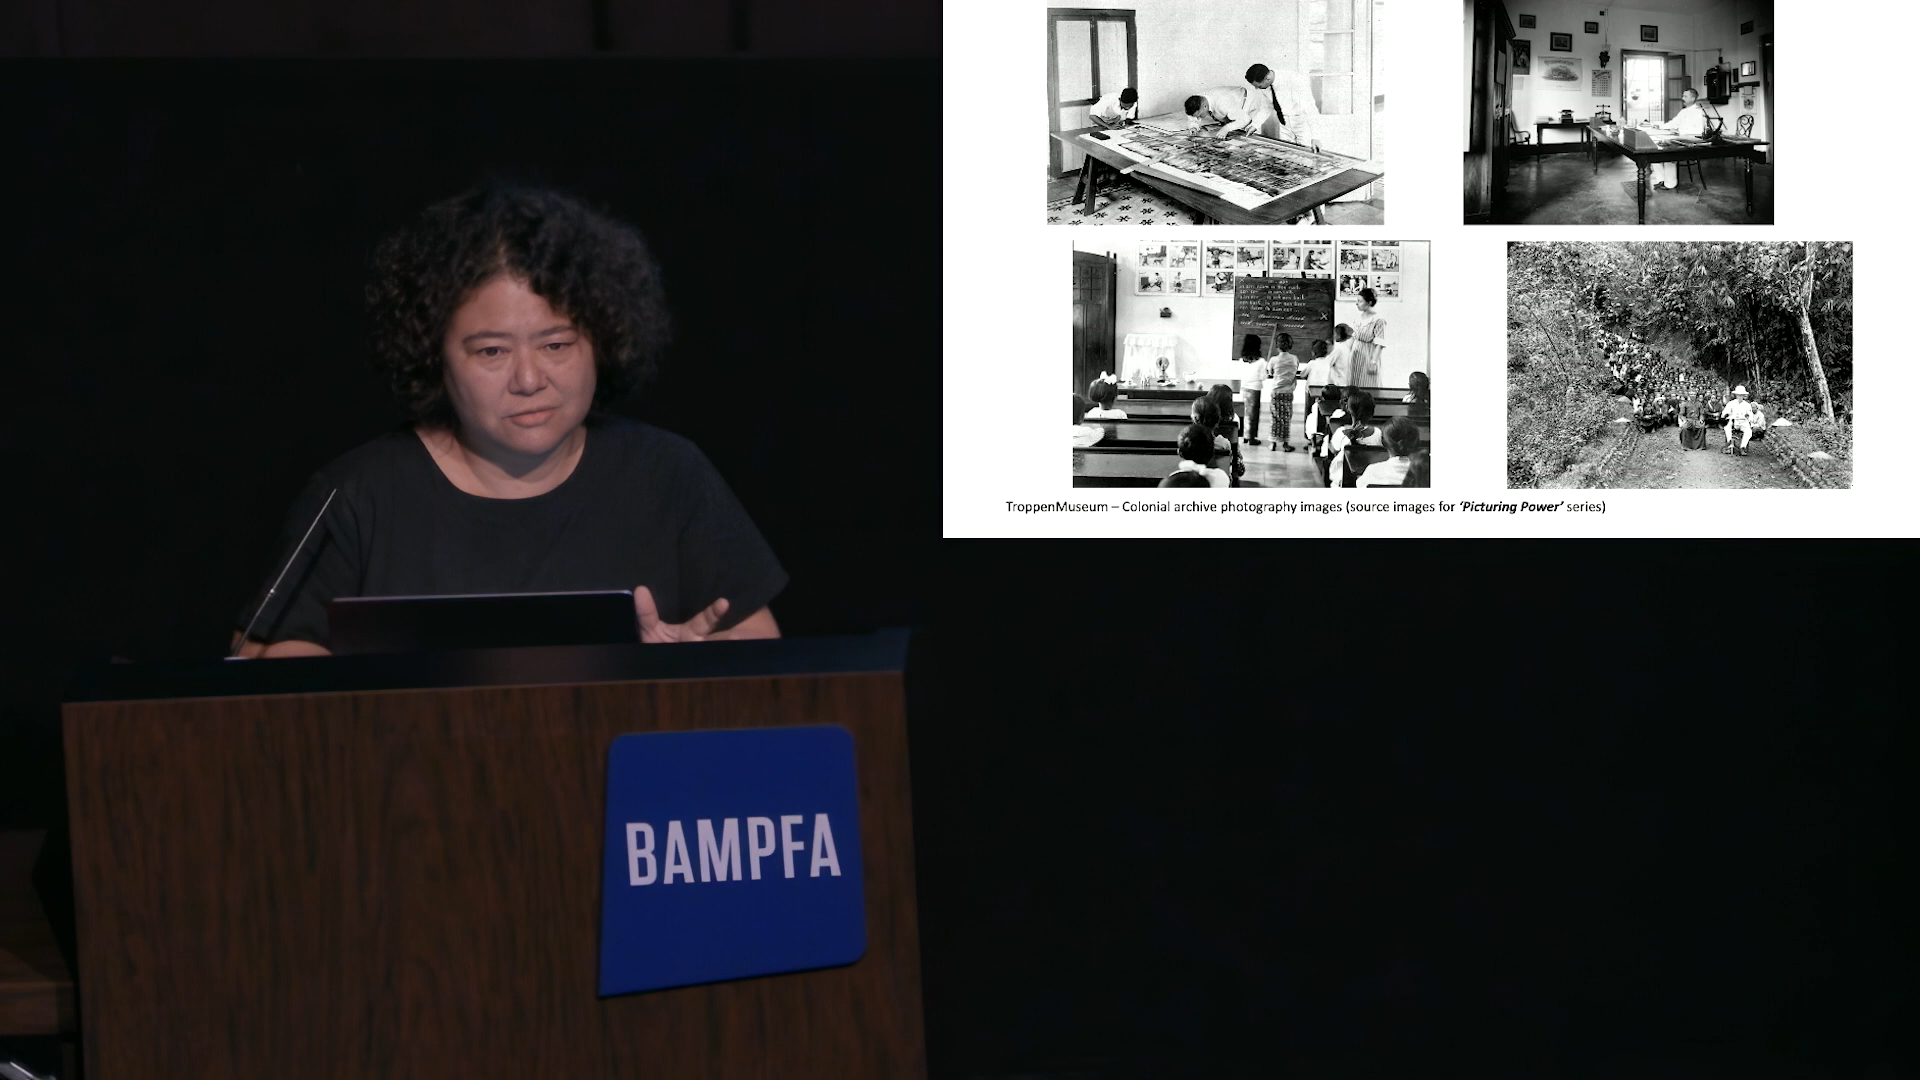 TroppenMuseum – Colonial archive photography images (source images for 'Picturing Power' series)
BAMPFA